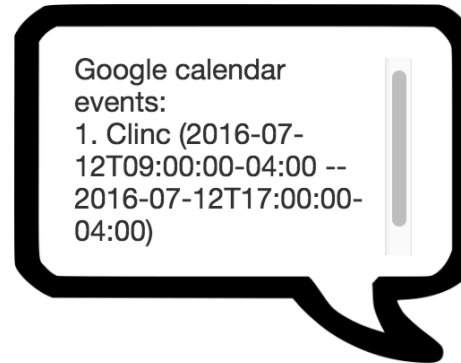 Google calendar
events:
1. Clinc (2016-07-
12T09:00:00-04:00 --
2016-07-12T17:00:00-
04:00)